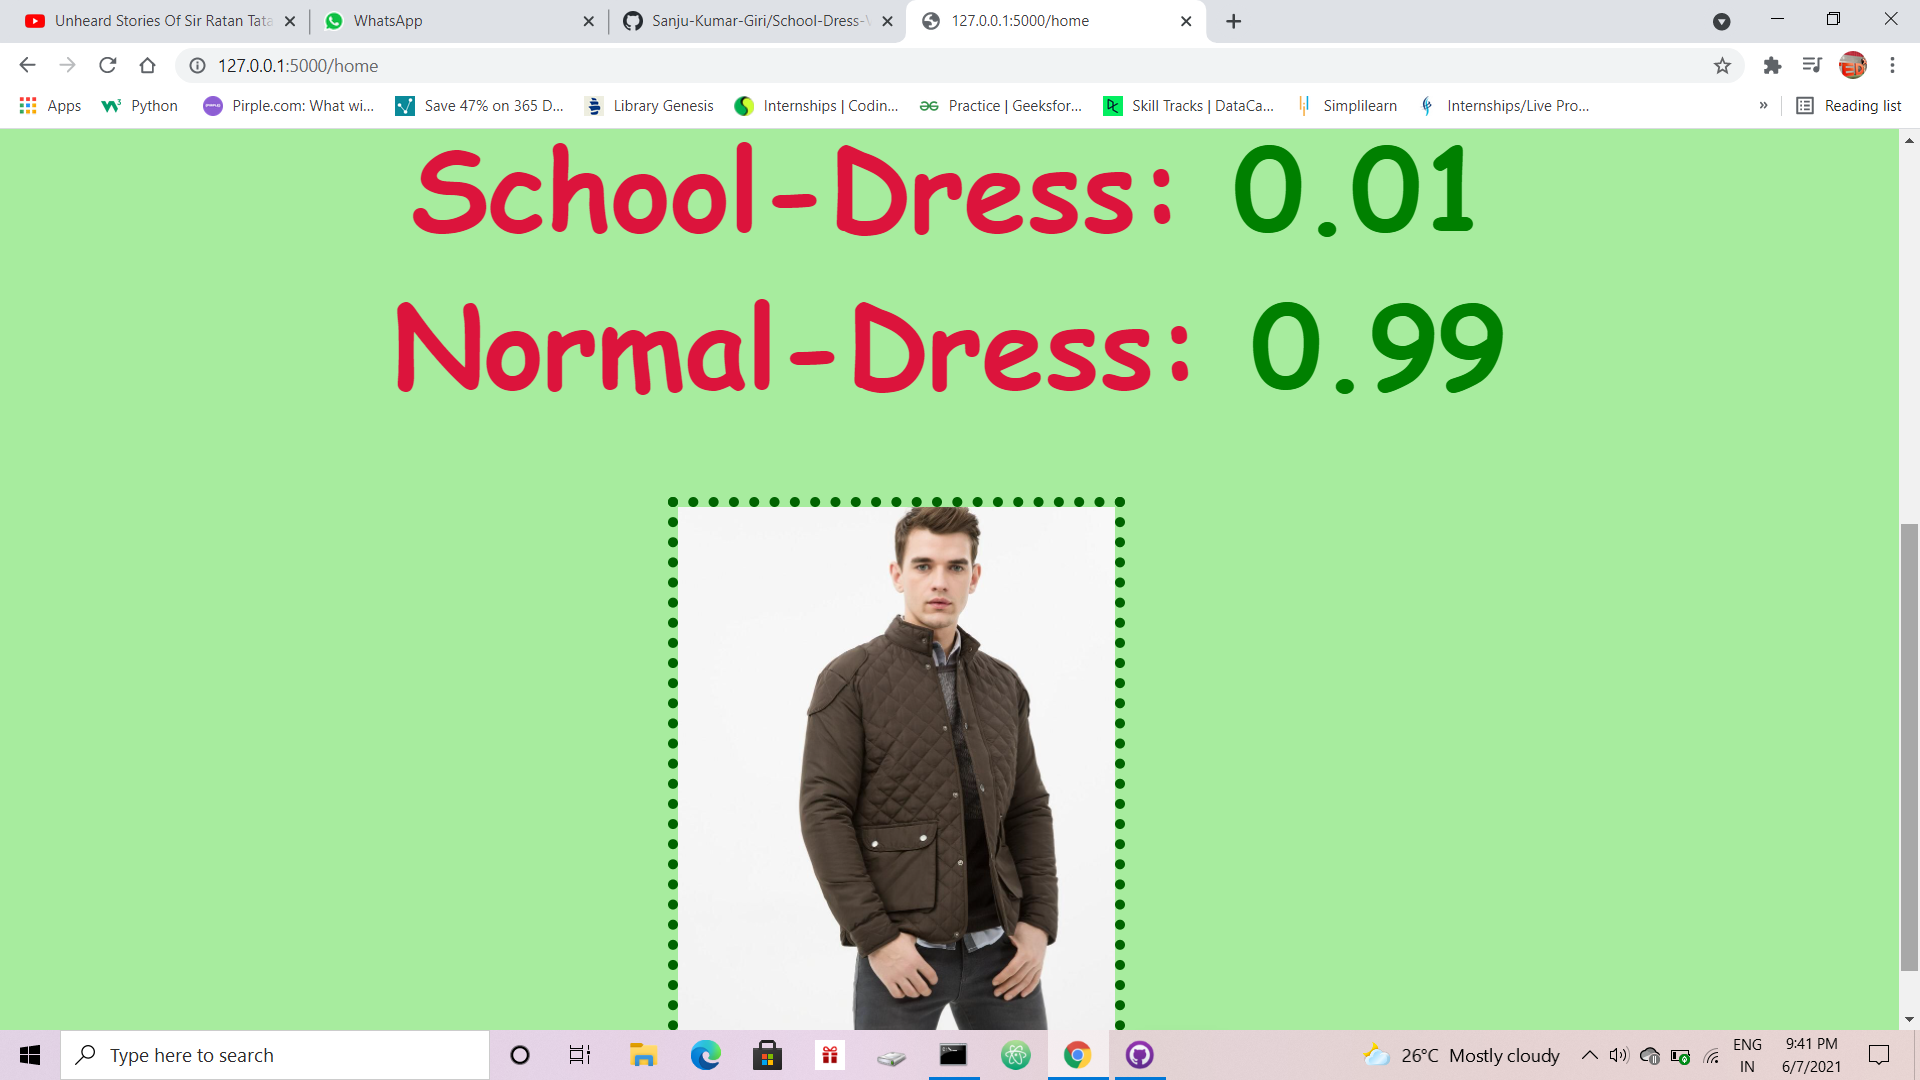 Unheard Stories Of Sir Ratan Tata
WhatsApp
Sanju-Kumar-Giri/School-Dress-V
127.0.0.1:5000/home
127.0.0.1:5000/home
Apps
Python
Pirple.com: What wi...
Save 47% on 365 D...
Library Genesis
Internships | Codin...
Practice | Geeksfor...
Skill Tracks | DataCa...
Simplilearn
Internships/Live Pro...
»
Reading list
School-Dress: 0.01
Normal-Dress: 0.99
Type here to search
26°C Mostly cloudy
ENG
IN
9:41 PM
6/7/2021